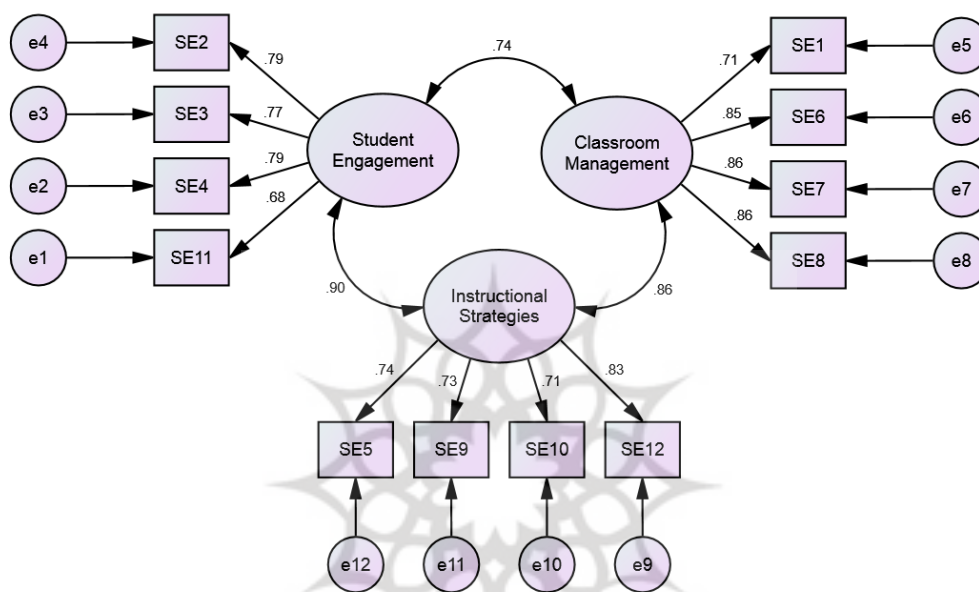 e4
SE2
.79
.74
SE1
e5
.71
e3
SE3
.77
Student
Engagement
Classroom
Management
.85
SE6
e6
e2
SE4
.79
.86
SE7
e7
.68
.86
e1
SE11
SE8
e8
.90
Instructional
Strategies
.86
.74
.73
.71
.83
SE5
SE9
SE10
SE12
e12
e11
e10
e9